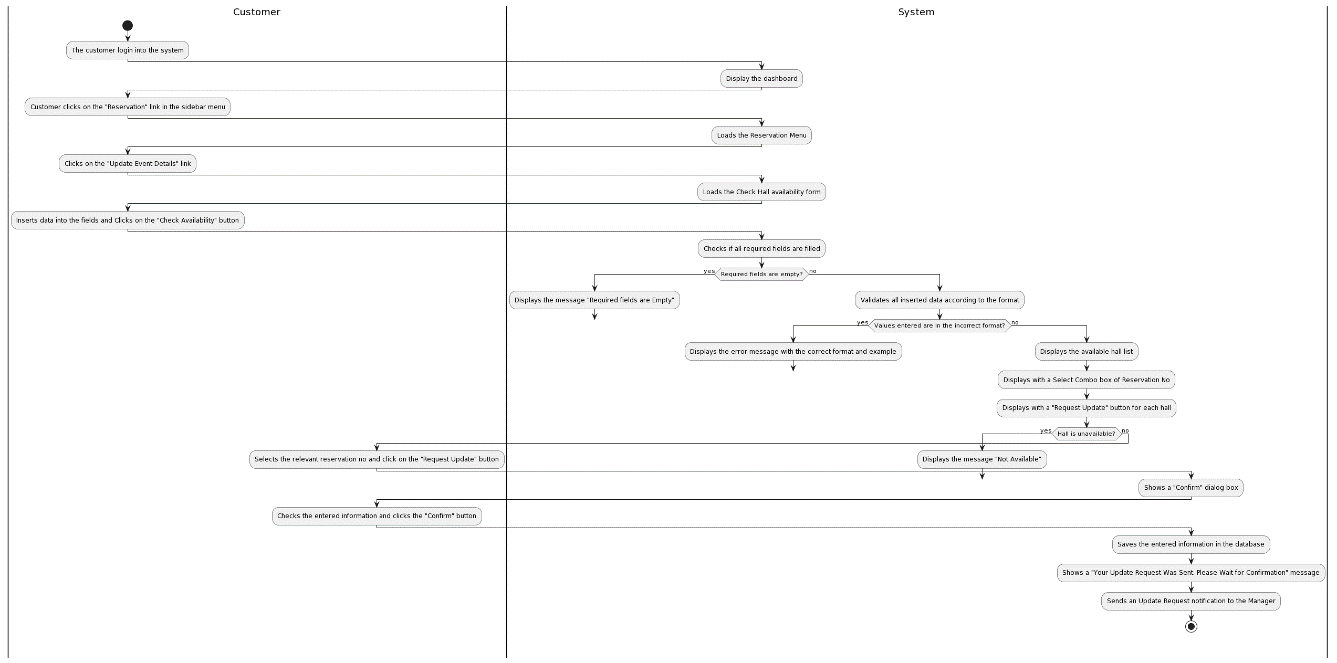 Customer
System
The customer login into the system
Display the dashboard
Customer clicks on the "Reservation" link in the sidebar menu
Loads the Reservation Menu
Clicks on the "Update Event Details" link
Loads the Check Hall availability form
Inserts data into the fields and Clicks on the "Check Availability" button
Checks if all required fields are filled
yes
Required fields are empty?
no
Displays the message "Required fields are Empty"
Validates all inserted data according to the format
yes
Values entered are in the incorrect format?
no
Displays the error message with the correct format and example
Displays the available hall list
Displays with a Select Combo box of Reservation No
Displays with a "Request Update" button for each hall
yes
Hall is unavailable?
no
Selects the relevant reservation no and click on the "Request Update" button
Displays the message "Not Available"
Shows a "Confirm" dialog box
Checks the entered information and clicks the "Confirm" button
Saves the entered information in the database
Shows a "Your Update Request Was Sent. Please Wait for Confirmation" message
Sends an Update Request notification to the Manager